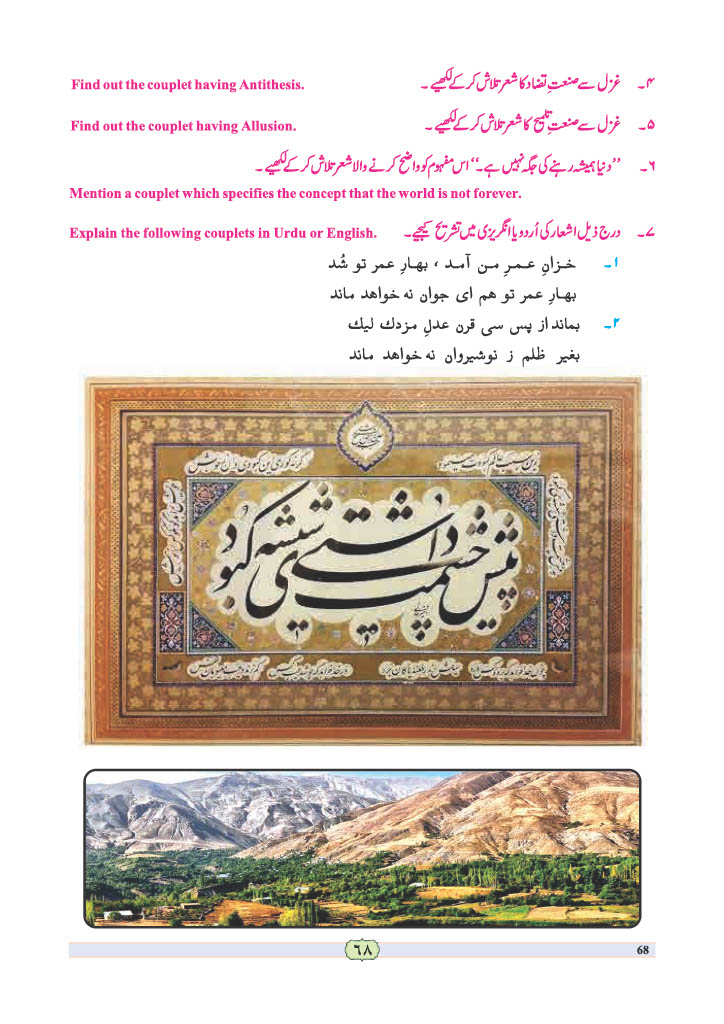 ۴۔ غزل سے صنعتِ تضاد کا شعر تلاش کر کے لکھیے ۔ Find out the couplet having Antithesis.
۵۔ غزل سے صنعتِ تلمیح کا شعر تلاش کر کے لکھیے ۔ Find out the couplet having Allusion.
۶۔ ’’دنیا ہمیشہ رہنے کی جگہ نہیں ہے۔‘‘ اس مفہوم کو واضح کرنے والا شعر تلاش کر کے لکھیے ۔
Mention a couplet which specifies the concept that the world is not forever.
۷۔ درج ذیل اشعار کی اُردو یا انگریزی میں تشریح کیجیے۔ Explain the following couplets in Urdu or English.
۱۔ خزانِ عمرِ من آمد ، بهارِ عمر تو شُد
بهارِ عمر تو هم ای جوان نه خواهد ماند
۲۔ بماند از پس سی قرن عدلِ مزدك ليك
بغير ظلم ز نوشيروان نه خواهد ماند
پیش چشمت داشتی شیشه کبود
۶۸ 68